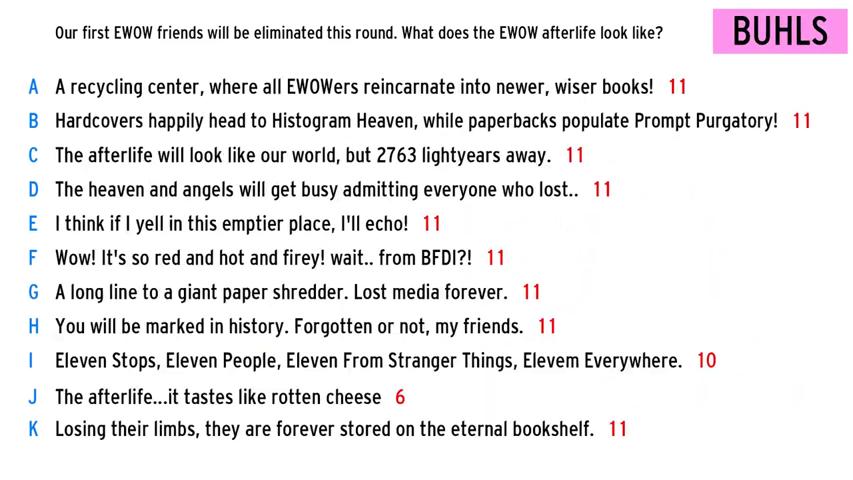 Our first EWOW friends will be eliminated this round. What does the EWOW afterlife look like?
BUHLS
A A recycling center, where all EWOWers reincarnate into newer, wiser books! 11
B Hardcovers happily head to Histogram Heaven, while paperbacks populate Prompt Purgatory! 11
C The afterlife will look like our world, but 2763 lightyears away. 11
D The heaven and angels will get busy admitting everyone who lost.. 11
E I think if I yell in this emptier place, I'll echo! 11
F Wow! It's so red and hot and firey! wait.. from BFDI?! 11
G A long line to a giant paper shredder. Lost media forever. 11
H You will be marked in history. Forgotten or not, my friends. 11
I Eleven Stops, Eleven People, Eleven From Stranger Things, Elevem Everywhere. 10
J The afterlife...it tastes like rotten cheese 6
K Losing their limbs, they are forever stored on the eternal bookshelf. 11